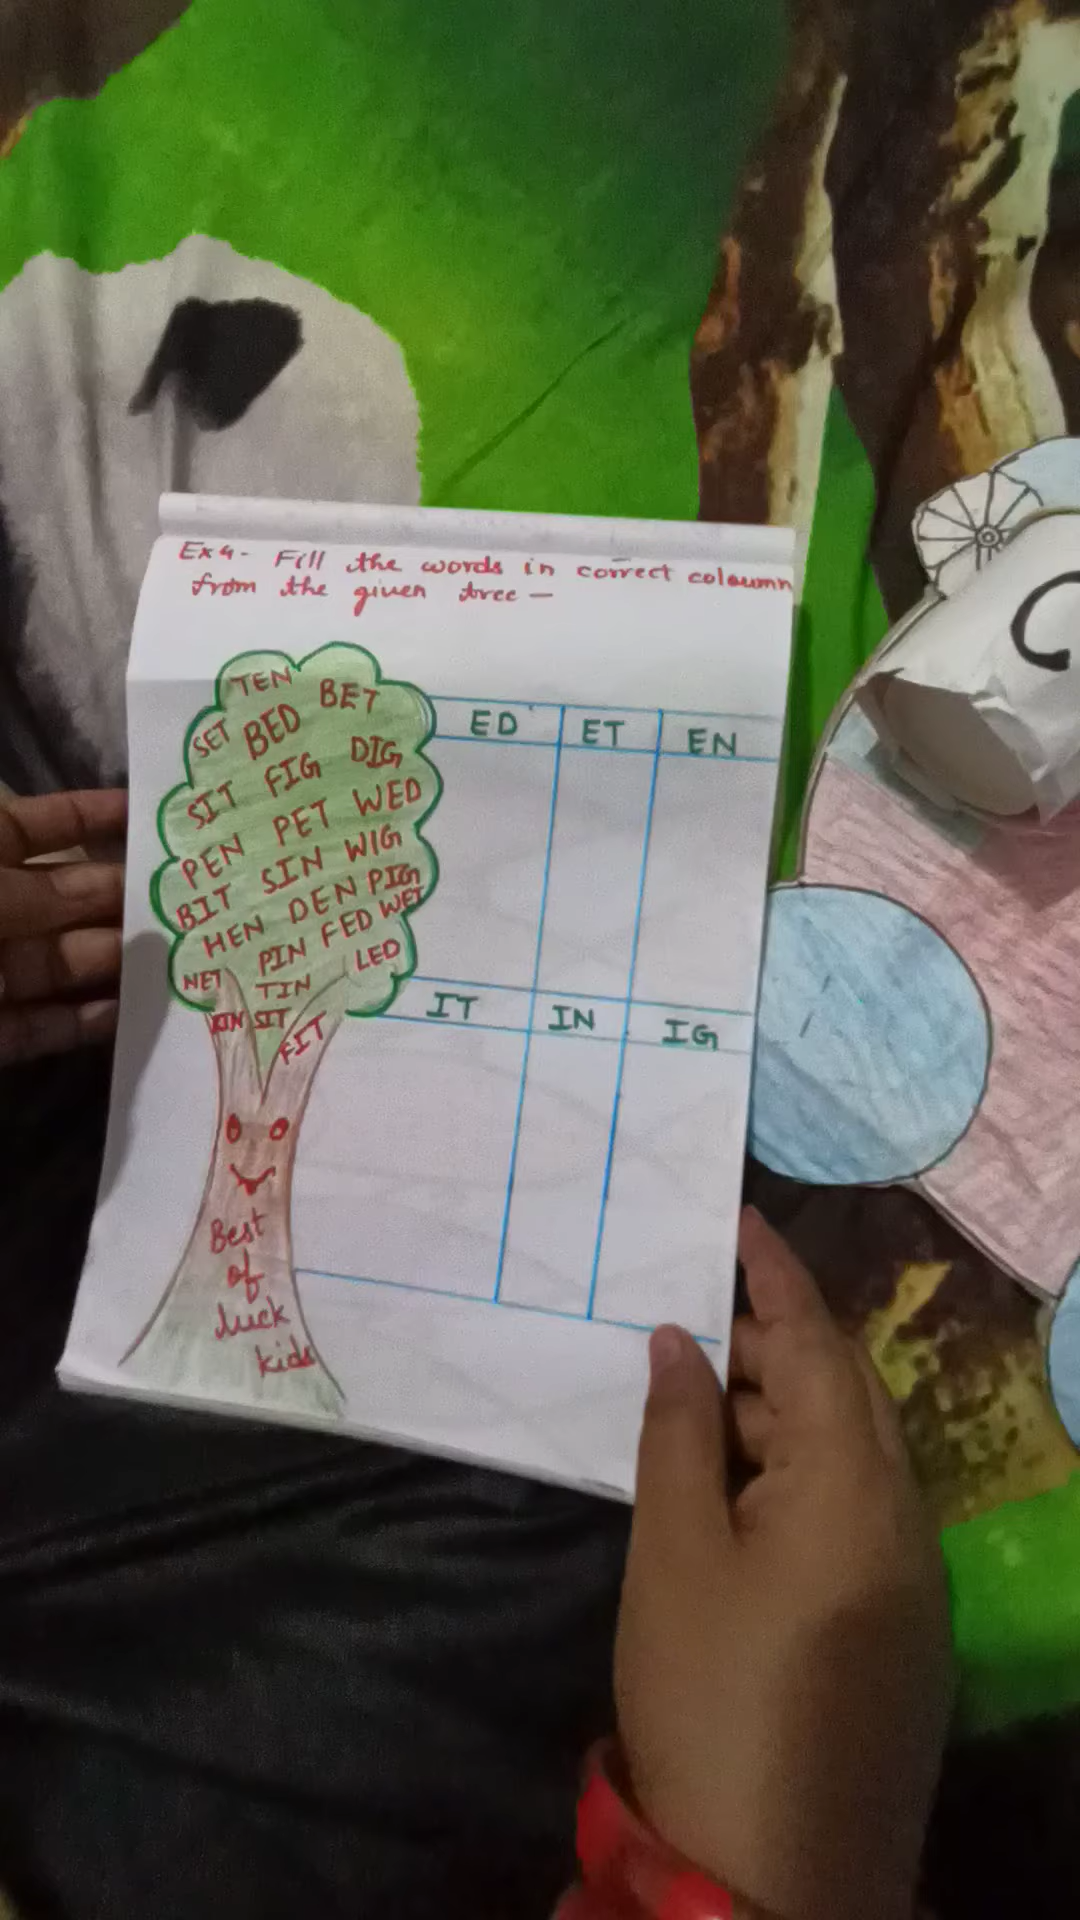 Ex 4- Fill the words in correct coloumn
from the given tree —
TEN BET
SET BED
SIT FIG DIG
PEN PET WED
BIT SIN WIG
HEN DEN PIG
NET PIN FED WET
TIN LED
SIT
FIT
ED ET EN
IT IN IG
Best
of
luck
kids